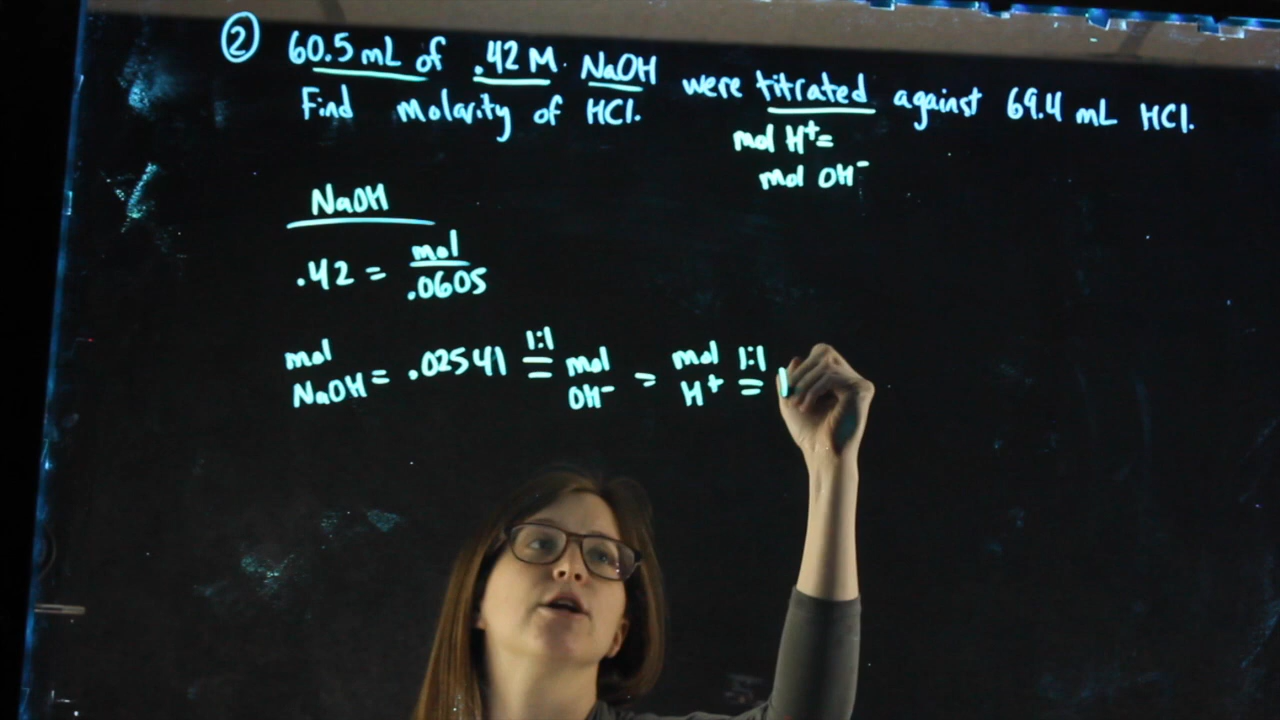 ② 60.5 mL of .42 M NaOH were titrated against 69.4 mL HCl.
Find molarity of HCl.
mol H⁺=
mol OH⁻
NaOH
.42 = mol
.0605
mol NaOH = .02541 1:1 = mol OH⁻ = mol H⁺ 1:1 =